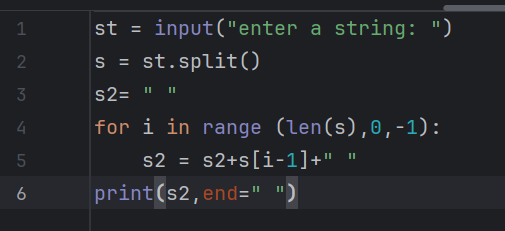 1 st = input("enter a string: ")
2 s = st.split()
3 s2= " "
4 for i in range (len(s),0,-1):
5     s2 = s2+s[i-1]+" "
6 print(s2,end=" ")